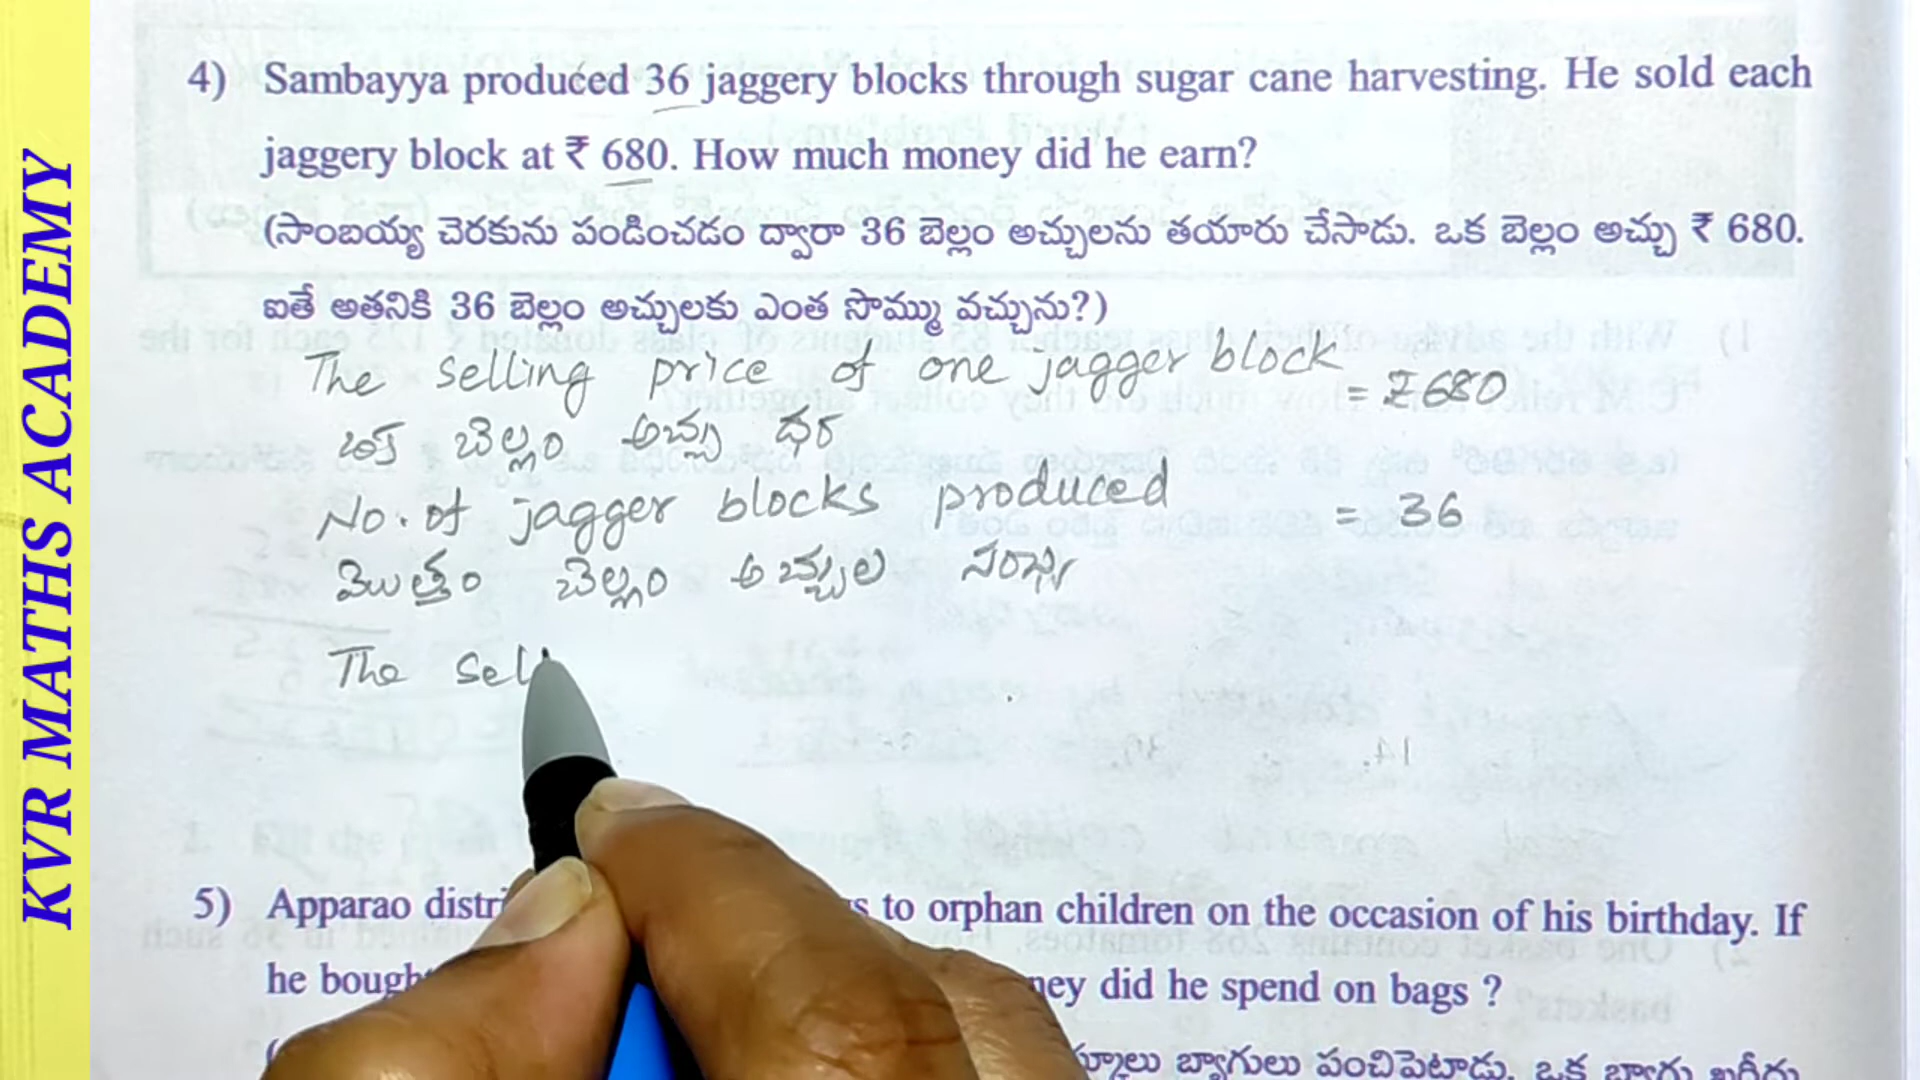 KVR MATHS ACADEMY
4) Sambayya produced 36 jaggery blocks through sugar cane harvesting. He sold each
jaggery block at ₹ 680. How much money did he earn?
(సాంబయ్య చెరకును పండించడం ద్వారా 36 బెల్లం అచ్చులను తయారు చేసాడు. ఒక బెల్లం అచ్చు ₹ 680.
ఐతే అతనికి 36 బెల్లం అచ్చులకు ఎంత సొమ్ము వచ్చును?)
The selling price of one jagger block = ₹680
ఒక బెల్లం అచ్చు ధర
No. of jagger blocks produced = 36
మొత్తం బెల్లం అచ్చుల సంఖ్య
The sel
5) Apparao distri s to orphan children on the occasion of his birthday. If
he bough ney did he spend on bags ?
బ్యాగులు పంచిపెట్టాడు. ఒక బ్యాగు ఖరీదు